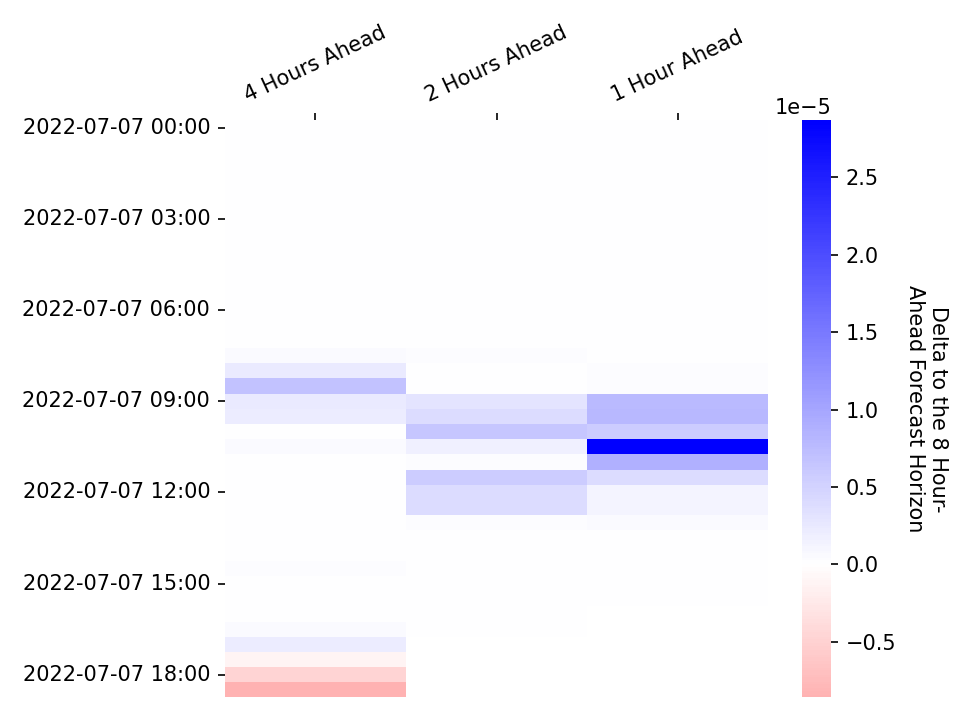 4 Hours Ahead
2 Hours Ahead
1 Hour Ahead
1e−5
2022-07-07 00:00
2022-07-07 03:00
2022-07-07 06:00
2022-07-07 09:00
2022-07-07 12:00
2022-07-07 15:00
2022-07-07 18:00
2.5
2.0
1.5
1.0
0.5
0.0
−0.5
Delta to the 8 Hour-
Ahead Forecast Horizon